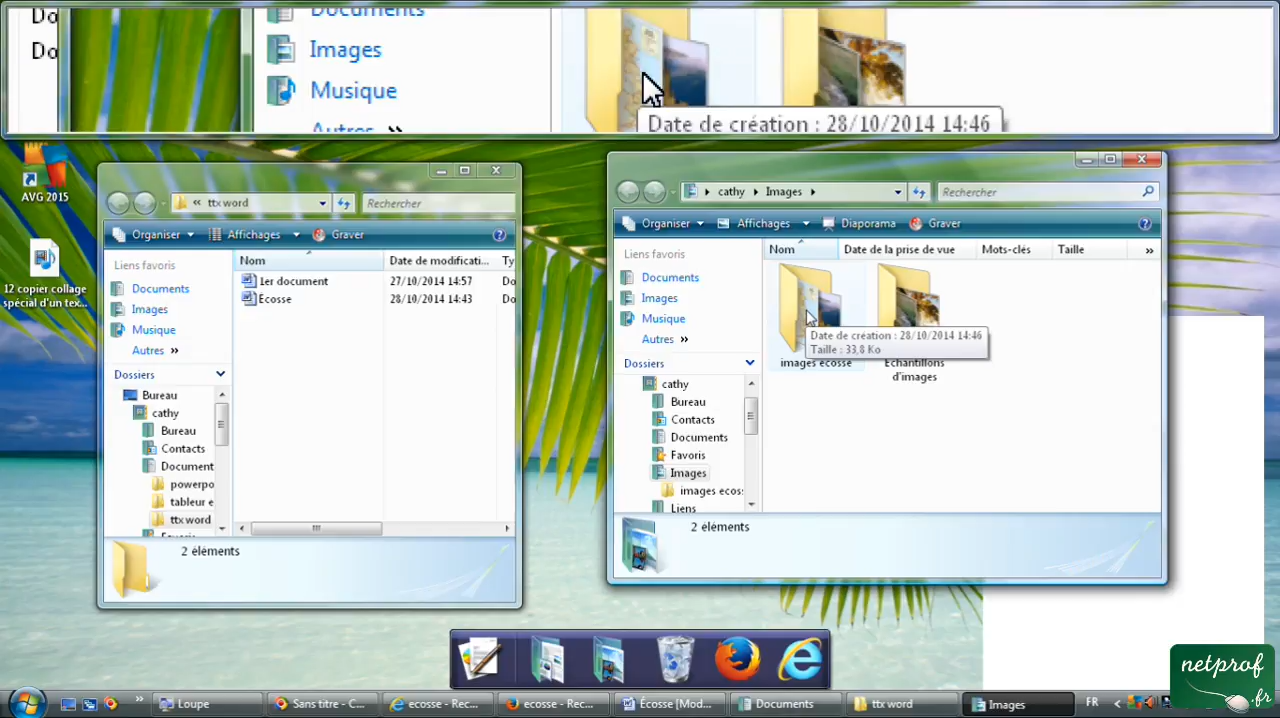 Do
Do
Documents
Images
Musique
Autres »
Date de création : 28/10/2014 14:46
AVG 2015
12 copier collage
spécial d'un tex...
« ttx word
Rechercher
Organiser
Affichages
Graver
Liens favoris
Documents
Images
Musique
Autres »
Dossiers
Bureau
cathy
Bureau
Contacts
Document
powerpo
tableur e
ttx word
Nom
Date de modificati...
Ty
1er document
27/10/2014 14:57
Do
Ecosse
28/10/2014 14:43
Do
2 éléments
cathy
Images
Rechercher
Organiser
Affichages
Diaporama
Graver
Liens favoris
Documents
Images
Musique
Autres »
Dossiers
cathy
Bureau
Contacts
Documents
Favoris
Images
images ecos:
Liens
Nom
Date de la prise de vue
Mots-clés
Taille
»
Date de création : 28/10/2014 14:46
Taille : 33,8 Ko
images ecosse
Echantillons
d'images
2 éléments
netprof
.fr
Loupe
Sans titre - C...
ecosse - Rec...
ecosse - Rec...
Écosse [Mod...
Documents
ttx word
Images
FR